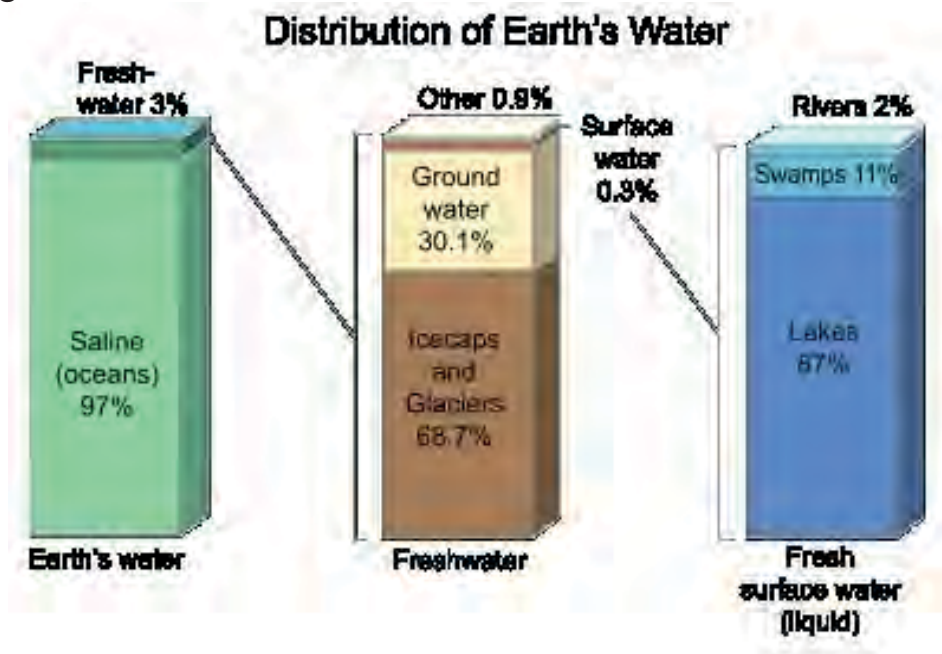 Distribution of Earth's Water
Fresh-
water 3%
Saline
(oceans)
97%
Earth's water
Other 0.9%
Surface
water
0.3%
Ground
water
30.1%
Icecaps
and
Glaciers
68.7%
Freshwater
Rivers 2%
Swamps 11%
Lakes
87%
Fresh
surface water
(liquid)